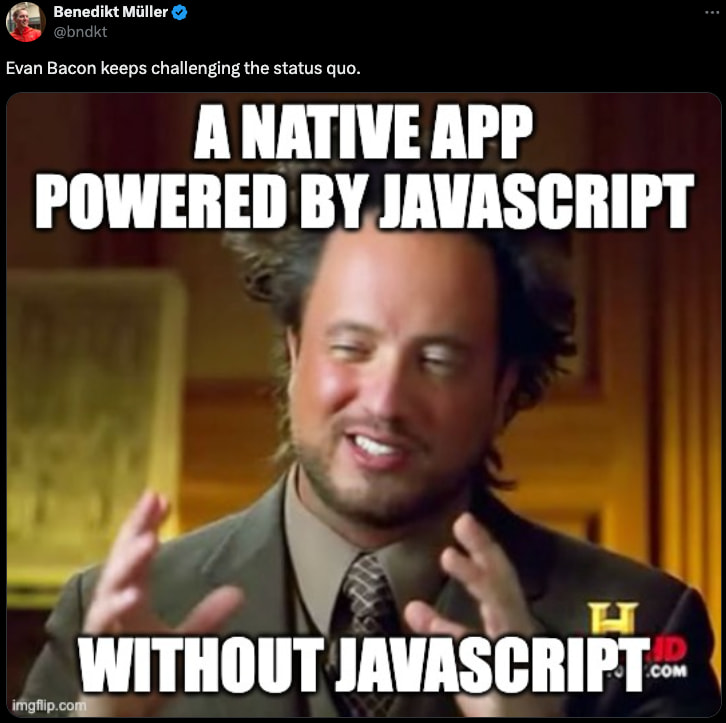 Benedikt Müller
@bndkt
Evan Bacon keeps challenging the status quo.
A NATIVE APP
POWERED BY JAVASCRIPT
H
HD
WITHOUT JAVASCRIPT
.COM
imgflip.com